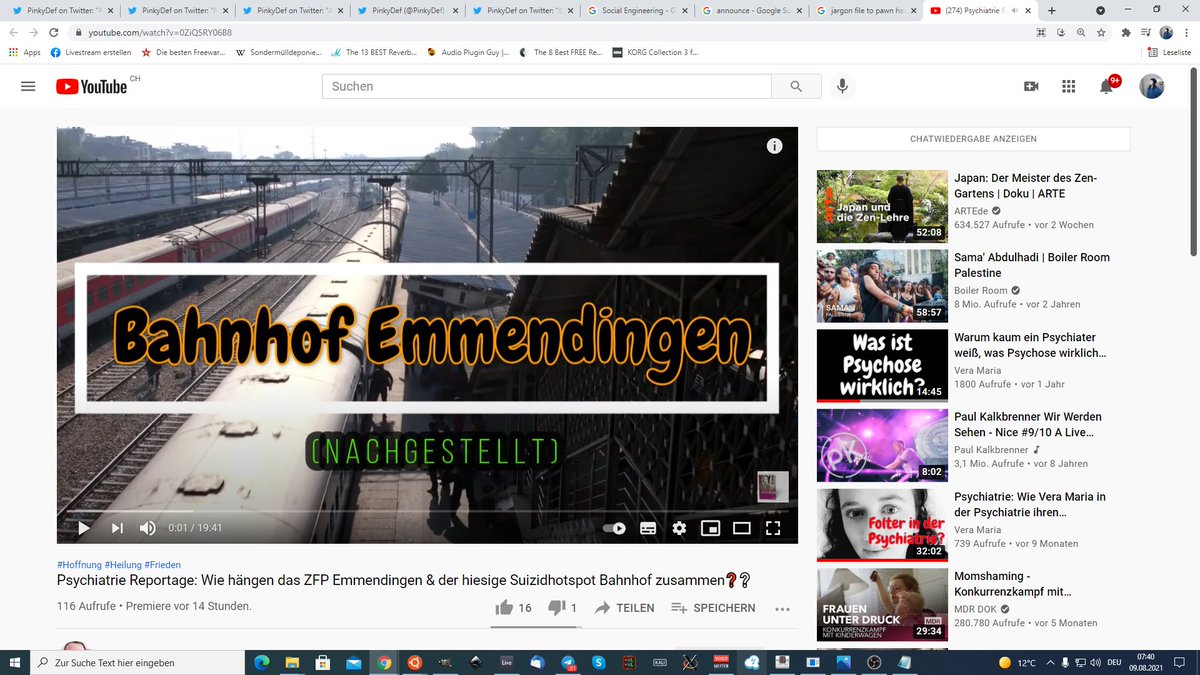 PinkyDef on Twitter: "W
PinkyDef on Twitter: "
PinkyDef on Twitter: "A
PinkyDef (@PinkyDef)
PinkyDef on Twitter: "
Social Engineering - G
announce - Google Su
jargon file to pawn ha
(274) Psychiatrie
youtube.com/watch?v=0ZiQ5RY06B8
Apps
Livestream erstellen
Die besten Freewar...
Sondermülldeponie...
The 13 BEST Reverb...
Audio Plugin Guy |...
The 8 Best FREE Re...
KORG Collection 3 f...
Leseliste
YouTube CH
Suchen
9+
Bahnhof Emmendingen
(NACHGESTELLT)
0:01 / 19:41
#Hoffnung #Heilung #Frieden
Psychiatrie Reportage: Wie hängen das ZFP Emmendingen & der hiesige Suizidhotspot Bahnhof zusammen❓❔
116 Aufrufe • Premiere vor 14 Stunden.
16
1
TEILEN
SPEICHERN
CHATWIEDERGABE ANZEIGEN
Japan und
die Zen-Lehre
52:08
Japan: Der Meister des Zen-
Gartens | Doku | ARTE
ARTEde
634.527 Aufrufe • vor 2 Wochen
SAMA'
58:57
Sama' Abdulhadi | Boiler Room
Palestine
Boiler Room
8 Mio. Aufrufe • vor 2 Jahren
Was ist
Psychose
wirklich?
14:45
Warum kaum ein Psychiater
weiß, was Psychose wirklich...
Vera Maria
1800 Aufrufe • vor 1 Jahr
PK
8:02
Paul Kalkbrenner Wir Werden
Sehen - Nice #9/10 A Live...
Paul Kalkbrenner
3,1 Mio. Aufrufe • vor 8 Jahren
Folter in der
Psychiatrie?
32:02
Psychiatrie: Wie Vera Maria in
der Psychiatrie ihren...
Vera Maria
739 Aufrufe • vor 9 Monaten
FRAUEN
UNTER DRUCK
KONKURRENZKAMPF
MIT KINDERWAGEN
MDR
29:34
Momshaming -
Konkurrenzkampf mit...
MDR DOK
280.780 Aufrufe • vor 5 Monaten
Zur Suche Text hier eingeben
Live
12°C
DEU
07:40
09.08.2021